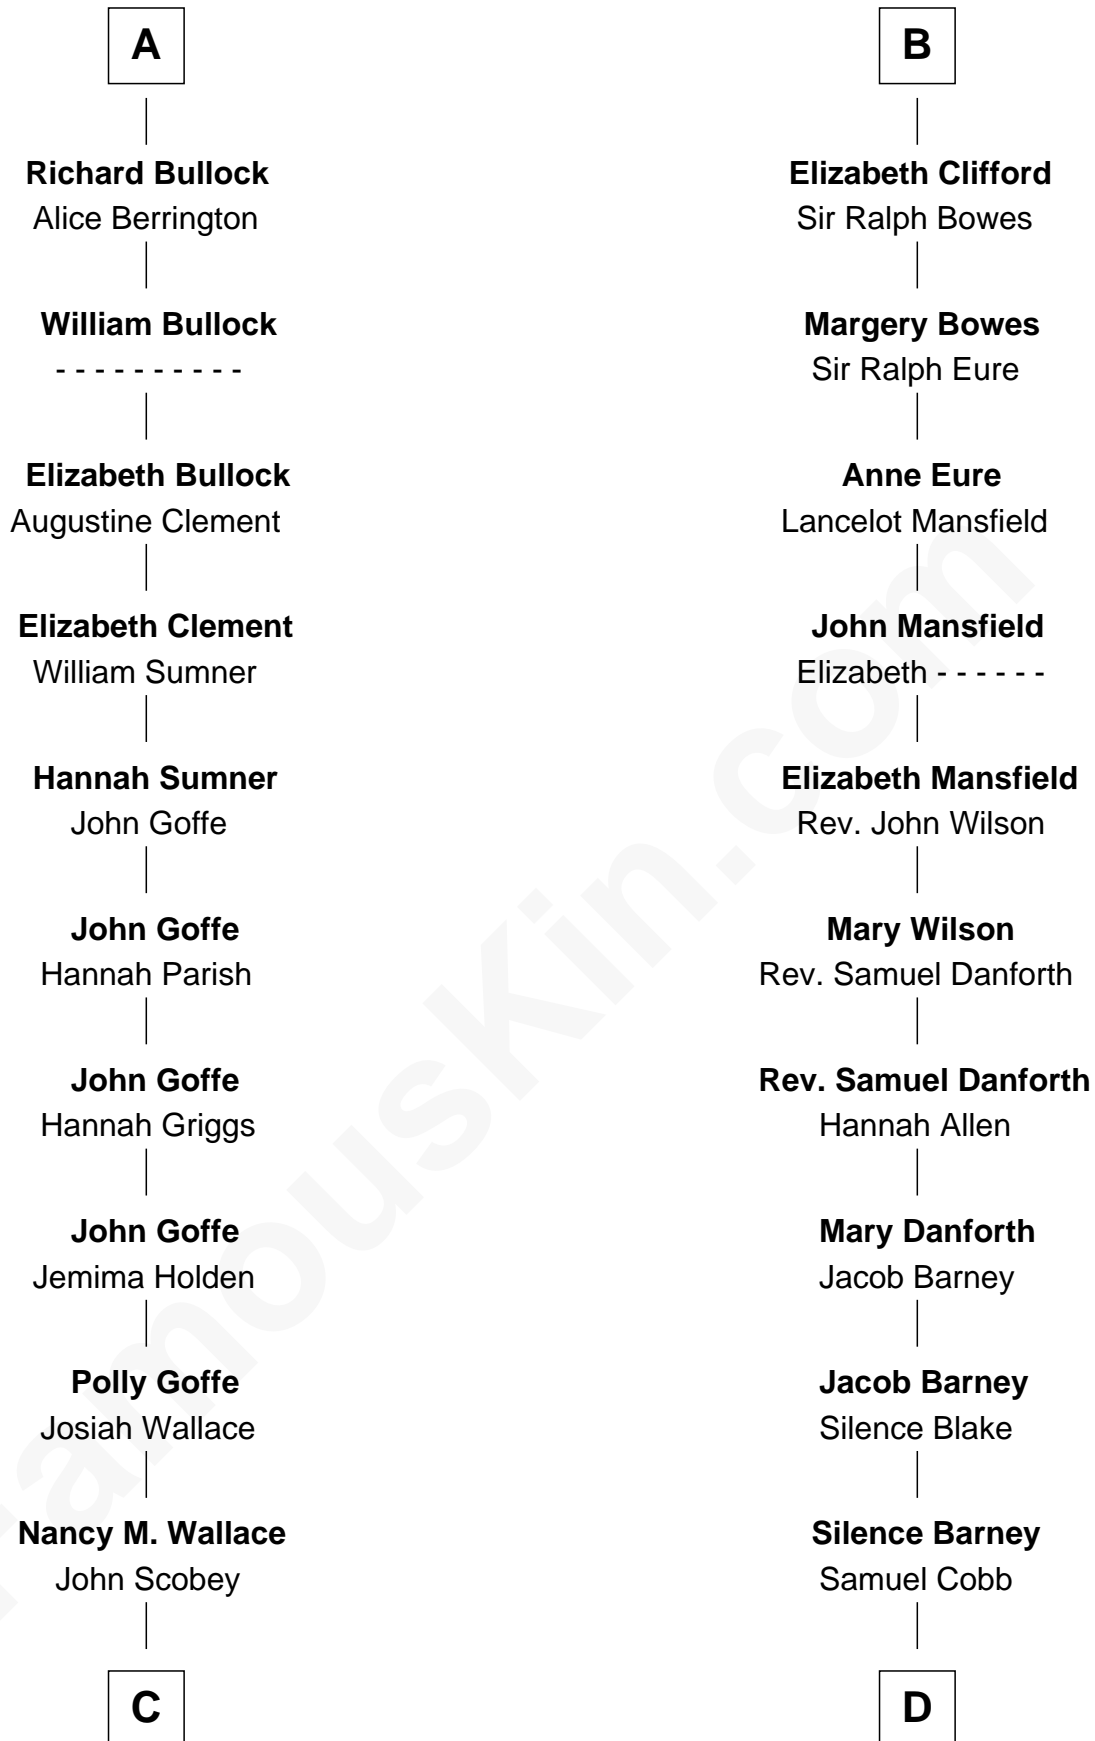 A
Richard Bullock
Alice Berrington
William Bullock
- - - - - - - - - -
Elizabeth Bullock
Augustine Clement
Elizabeth Clement
William Sumner
Hannah Sumner
John Goffe
John Goffe
Hannah Parish
John Goffe
Hannah Griggs
John Goffe
Jemima Holden
Polly Goffe
Josiah Wallace
Nancy M. Wallace
John Scobey
C
B
Elizabeth Clifford
Sir Ralph Bowes
Margery Bowes
Sir Ralph Eure
Anne Eure
Lancelot Mansfield
John Mansfield
Elizabeth - - - - - -
Elizabeth Mansfield
Rev. John Wilson
Mary Wilson
Rev. Samuel Danforth
Rev. Samuel Danforth
Hannah Allen
Mary Danforth
Jacob Barney
Jacob Barney
Silence Blake
Silence Barney
Samuel Cobb
D
FamousKin.com